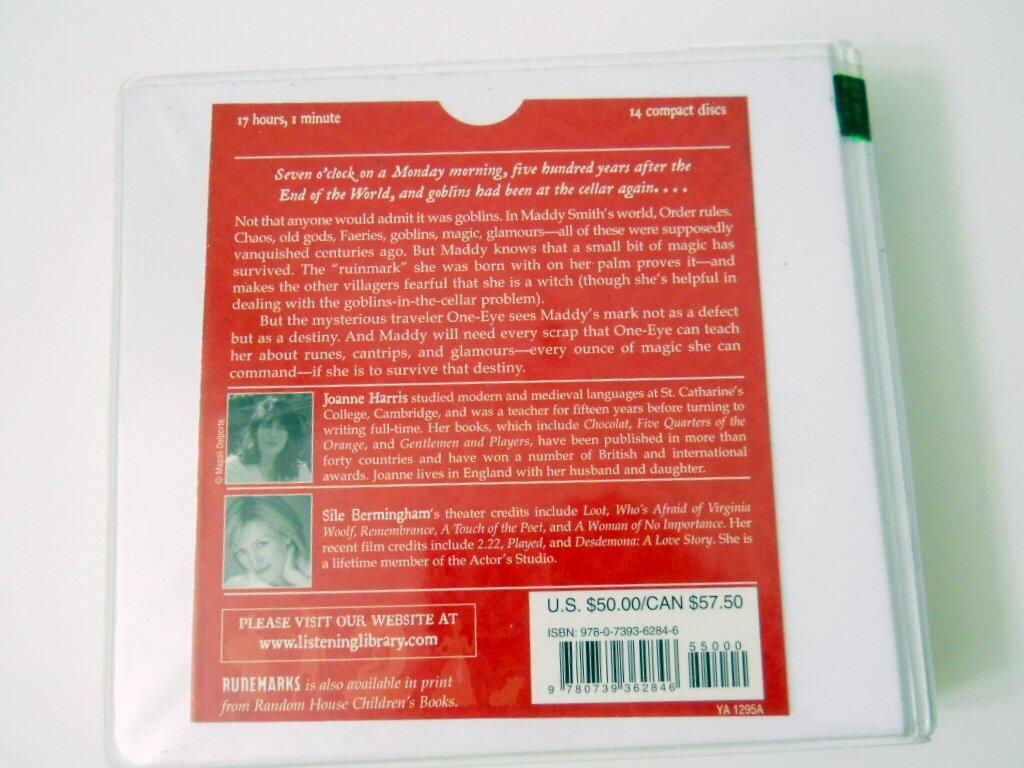 17 hours, 1 minute
14 compact discs
Seven o'clock on a Monday morning, five hundred years after the
End of the World, and goblins had been at the cellar again. . . .
Not that anyone would admit it was goblins. In Maddy Smith's world, Order rules.
Chaos, old gods, Faeries, goblins, magic, glamours—all of these were supposedly
vanquished centuries ago. But Maddy knows that a small bit of magic has
survived. The "ruinmark" she was born with on her palm proves it—and
makes the other villagers fearful that she is a witch (though she's helpful in
dealing with the goblins-in-the-cellar problem).
But the mysterious traveler One-Eye sees Maddy's mark not as a defect
but as a destiny. And Maddy will need every scrap that One-Eye can teach
her about runes, cantrips, and glamours—every ounce of magic she can
command—if she is to survive that destiny.
© Magali Delporte
Joanne Harris studied modern and medieval languages at St. Catharine's
College, Cambridge, and was a teacher for fifteen years before turning to
writing full-time. Her books, which include Chocolat, Five Quarters of the
Orange, and Gentlemen and Players, have been published in more than
forty countries and have won a number of British and international
awards. Joanne lives in England with her husband and daughter.
Sile Bermingham's theater credits include Loot, Who's Afraid of Virginia
Woolf, Remembrance, A Touch of the Poet, and A Woman of No Importance. Her
recent film credits include 2.22, Played, and Desdemona: A Love Story. She is
a lifetime member of the Actor's Studio.
PLEASE VISIT OUR WEBSITE AT
www.listeninglibrary.com
RUNEMARKS is also available in print
from Random House Children's Books.
U.S. $50.00/CAN $57.50
ISBN: 978-0-7393-6284-6
55000
9 780739 362846
YA 1295A